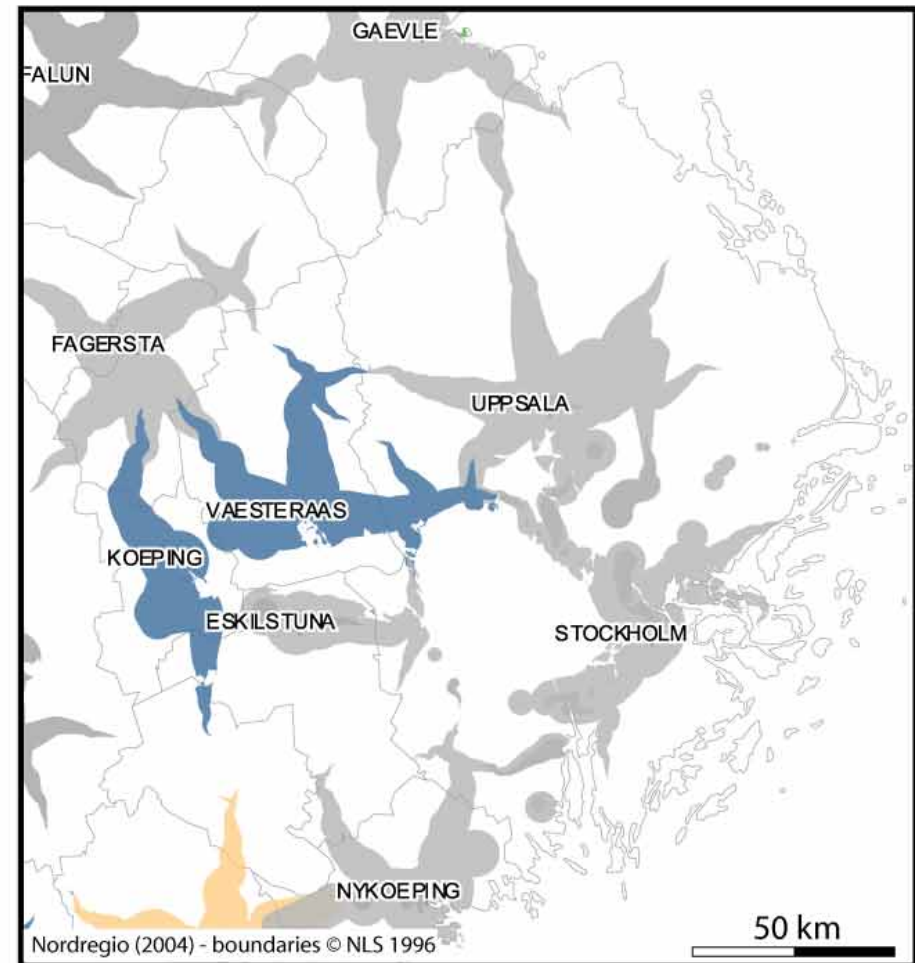 GAEVLE
FALUN
FAGERSTA
UPPSALA
VAESTERAAS
KOEPING
ESKILSTUNA
STOCKHOLM
NYKOEPING
50 km
Nordregio (2004) - boundaries © NLS 1996